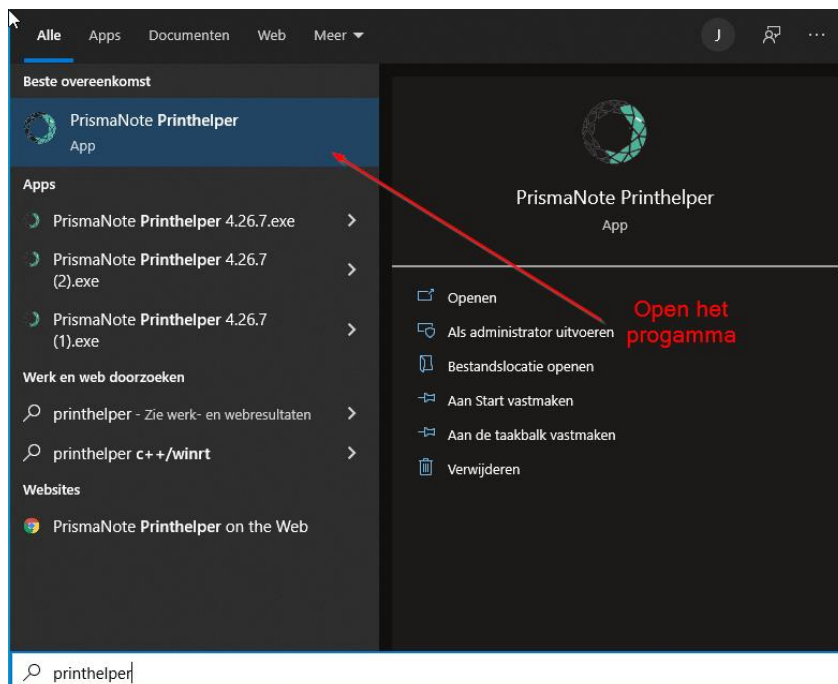 Alle Apps Documenten Web Meer
J
Beste overeenkomst
PrismaNote Printhelper
App
Apps
PrismaNote Printhelper 4.26.7.exe
PrismaNote Printhelper 4.26.7
(2).exe
PrismaNote Printhelper 4.26.7
(1).exe
Werk en web doorzoeken
printhelper - Zie werk- en webresultaten
printhelper c++/winrt
Websites
PrismaNote Printhelper on the Web
PrismaNote Printhelper
App
Openen
Als administrator uitvoeren
Bestandslocatie openen
Aan Start vastmaken
Aan de taakbalk vastmaken
Verwijderen
Open het
progamma
printhelper